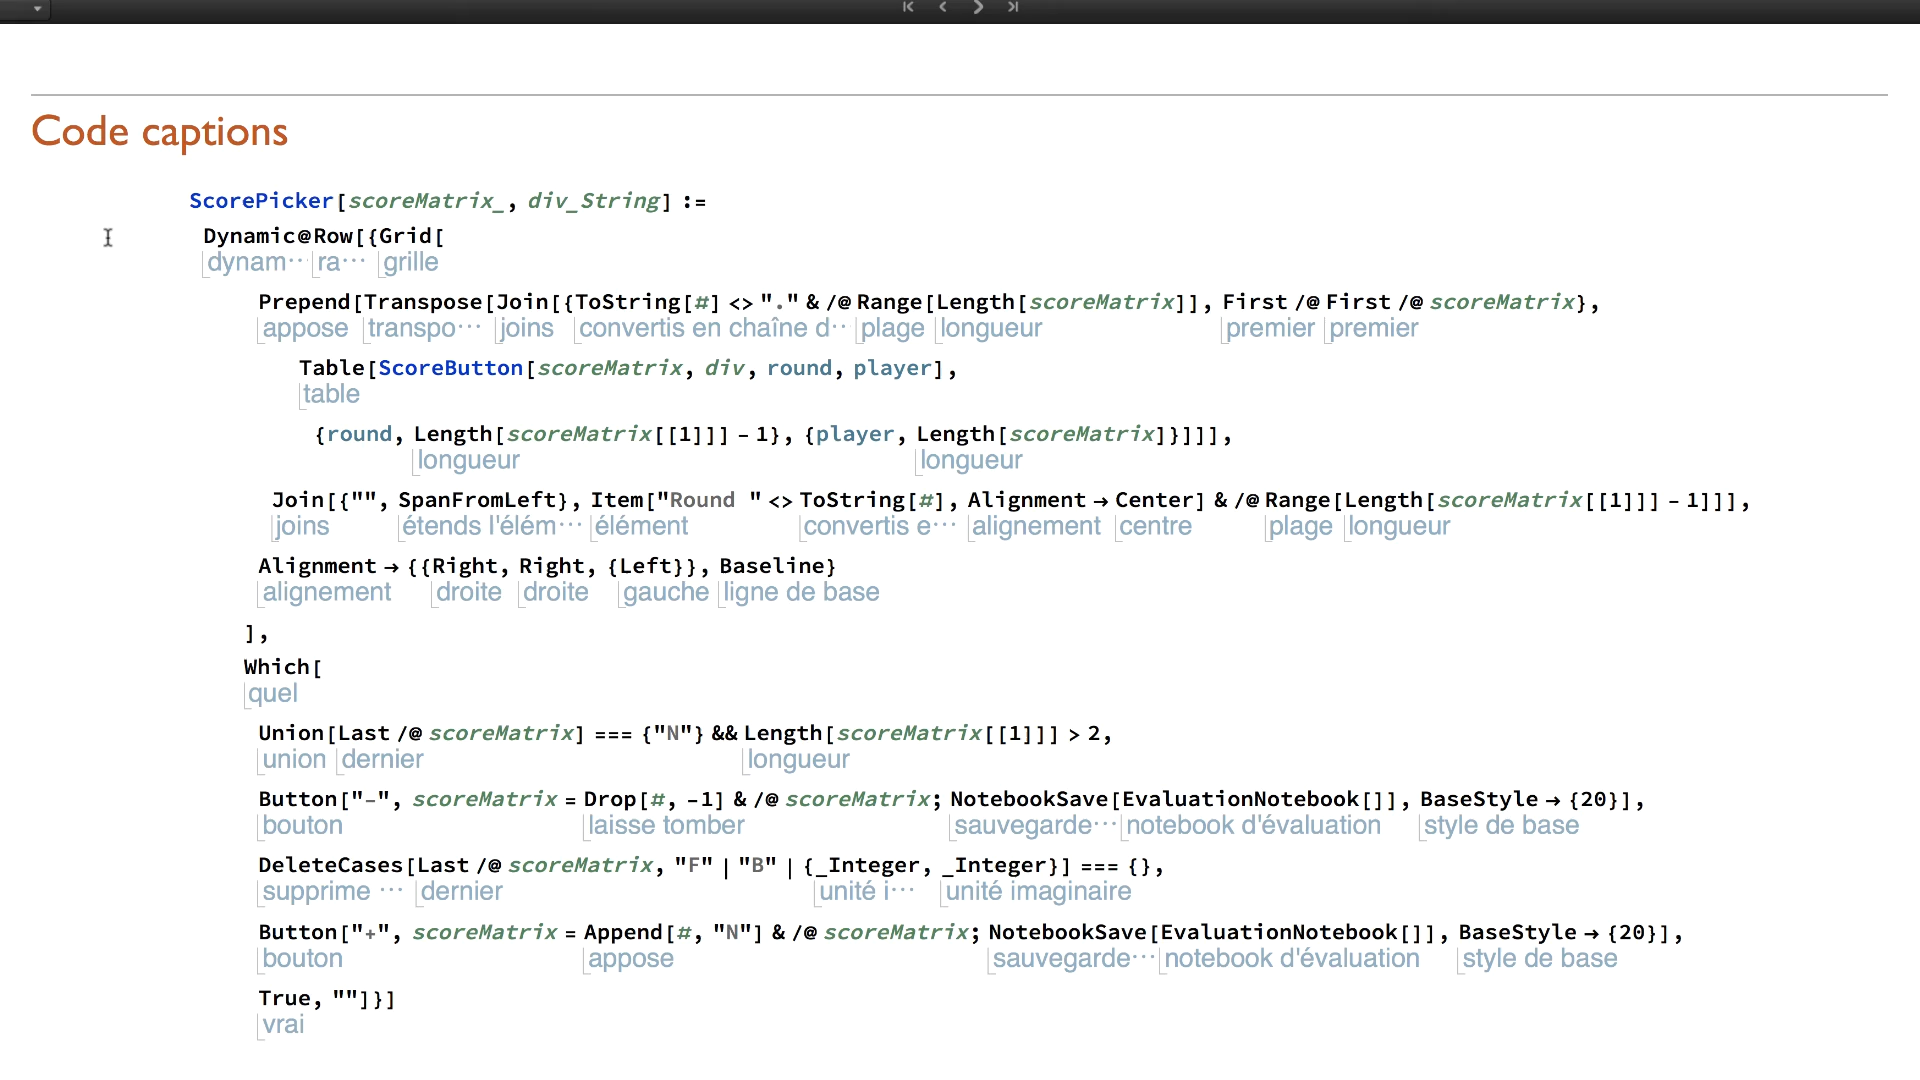 Code captions
ScorePicker[scoreMatrix_, div_String] :=
Dynamic@Row[{Grid[
dynam⋯ ra⋯ grille
Prepend[Transpose[Join[{ToString[#] <> "." & /@ Range[Length[scoreMatrix]], First /@ First /@ scoreMatrix},
appose transpo⋯ joins convertis en chaîne d⋯ plage longueur premier premier
Table[ScoreButton[scoreMatrix, div, round, player],
table
{round, Length[scoreMatrix[[1]]] - 1}, {player, Length[scoreMatrix]}]]],
longueur longueur
Join[{"", SpanFromLeft}, Item["Round " <> ToString[#], Alignment → Center] & /@ Range[Length[scoreMatrix[[1]]] - 1]]],
joins étends l'élém⋯ élément convertis e⋯ alignement centre plage longueur
Alignment → {{Right, Right, {Left}}, Baseline}
alignement droite droite gauche ligne de base
],
Which[
quel
Union[Last /@ scoreMatrix] === {"N"} && Length[scoreMatrix[[1]]] > 2,
union dernier longueur
Button["-", scoreMatrix = Drop[#, -1] & /@ scoreMatrix; NotebookSave[EvaluationNotebook[]], BaseStyle → {20}],
bouton laisse tomber sauvegarde⋯ notebook d'évaluation style de base
DeleteCases[Last /@ scoreMatrix, "F" | "B" | {_Integer, _Integer}] === {},
supprime ⋯ dernier unité i⋯ unité imaginaire
Button["+", scoreMatrix = Append[#, "N"] & /@ scoreMatrix; NotebookSave[EvaluationNotebook[]], BaseStyle → {20}],
bouton appose sauvegarde⋯ notebook d'évaluation style de base
True, ""]}]
vrai